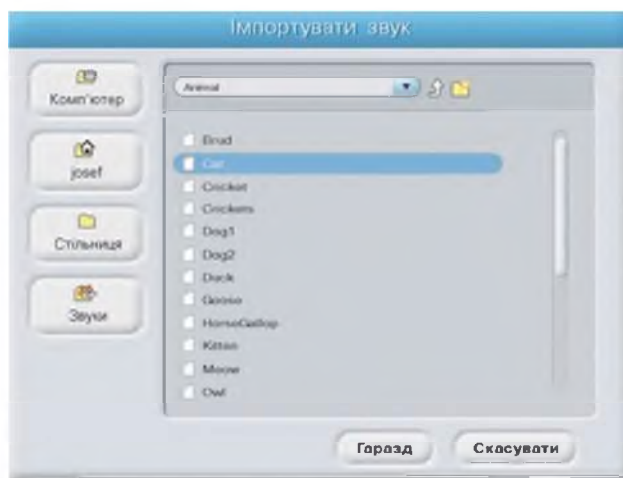 Імпортувати звук
Комп'ютер
josef
Стільниця
Звуки
Animal
Cat
Cricket
Crickets
Dog1
Dog2
Duck
Goose
HorseGallop
Kitten
Meow
Owl
Гаразд
Скасувати